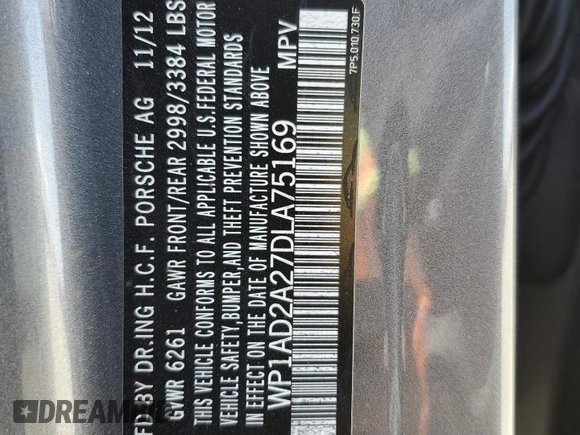 FD BY DR.ING H.C.F. PORSCHE AG 11/12
GVWR 6261 GAWR FRONT/REAR 2998/3384 LBS
THIS VEHICLE CONFORMS TO ALL APPLICABLE U.S.FEDERAL MOTOR
VEHICLE SAFETY,BUMPER,AND THEFT PREVENTION STANDARDS
IN EFFECT ON THE DATE OF MANUFACTURE SHOWN ABOVE
WP1AD2A27DLA75169 MPV
7P5.010.730.F
DREAM